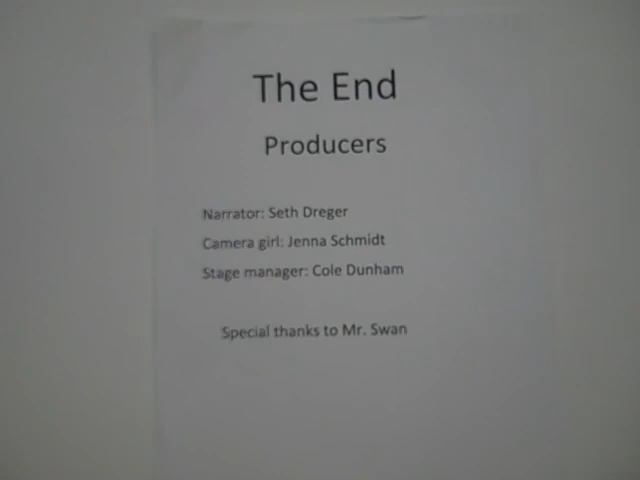 The End
Producers
Narrator: Seth Dreger
Camera girl: Jenna Schmidt
Stage manager: Cole Dunham
Special thanks to Mr. Swan